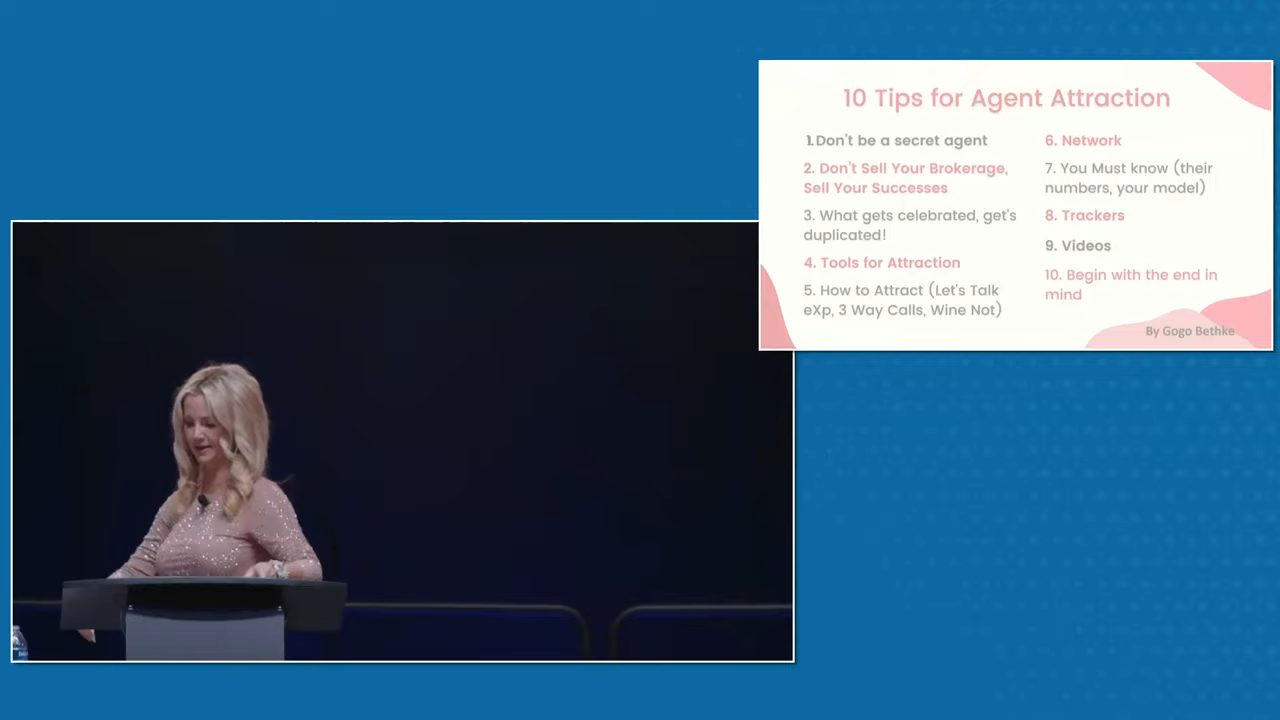 10 Tips for Agent Attraction
1. Don't be a secret agent
2. Don't Sell Your Brokerage,
Sell Your Successes
3. What gets celebrated, get's
duplicated!
4. Tools for Attraction
5. How to Attract (Let's Talk
eXp, 3 Way Calls, Wine Not)
6. Network
7. You Must know (their
numbers, your model)
8. Trackers
9. Videos
10. Begin with the end in
mind
By Gogo Bethke